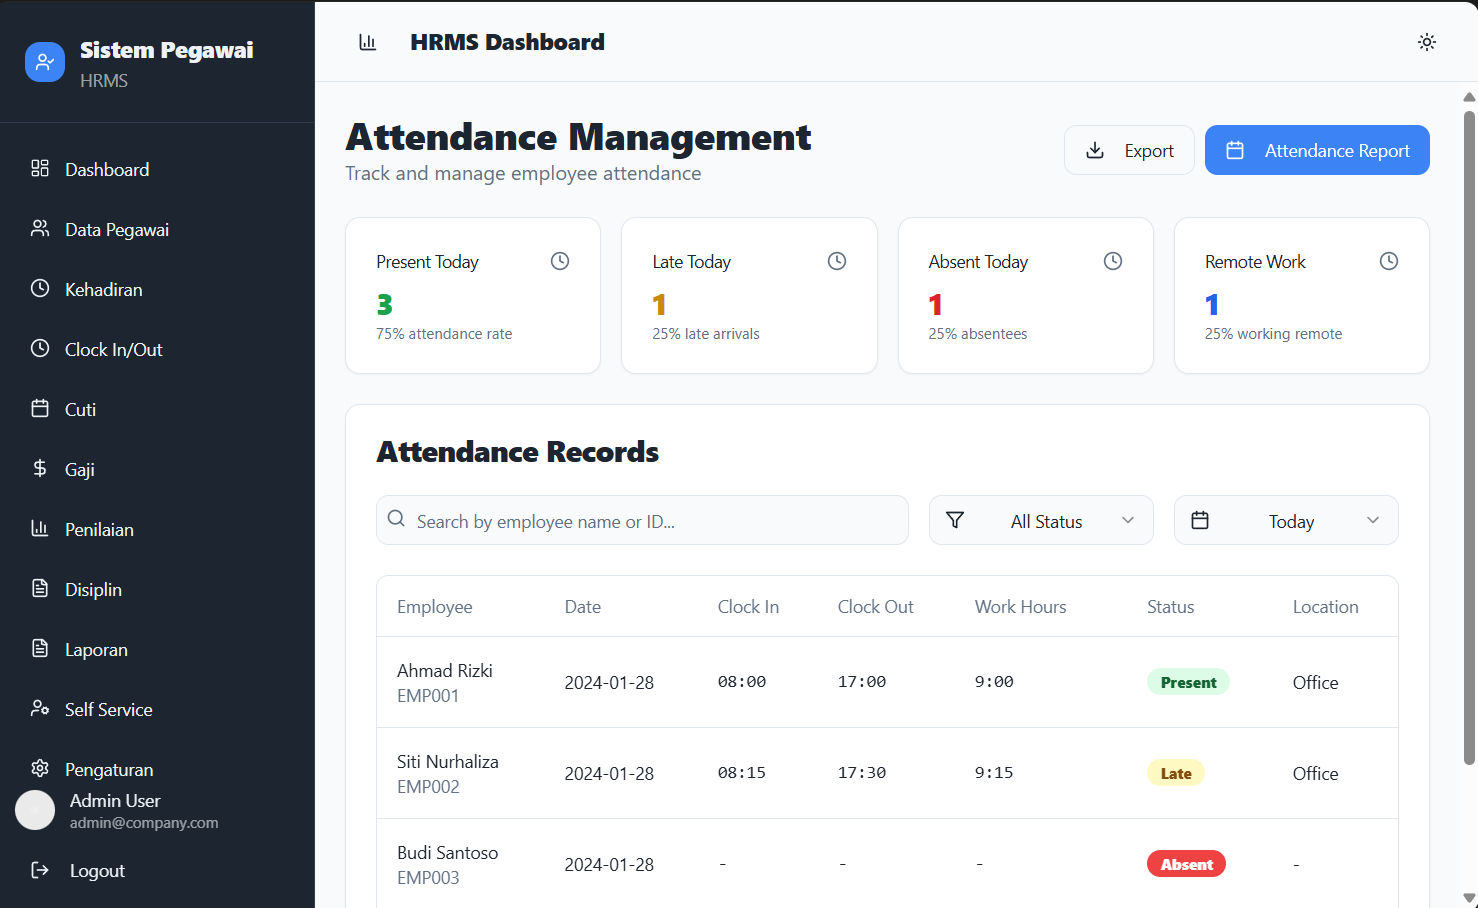 Sistem Pegawai
HRMS
Dashboard
Data Pegawai
Kehadiran
Clock In/Out
Cuti
Gaji
Penilaian
Disiplin
Laporan
Self Service
Pengaturan
Admin User
admin@company.com
Logout
HRMS Dashboard
Attendance Management
Track and manage employee attendance
Export
Attendance Report
Present Today
3
75% attendance rate
Late Today
1
25% late arrivals
Absent Today
1
25% absentees
Remote Work
1
25% working remote
Attendance Records
Search by employee name or ID...
All Status
Today
Employee Date Clock In Clock Out Work Hours Status Location
Ahmad Rizki
EMP001
2024-01-28 08:00 17:00 9:00 Present Office
Siti Nurhaliza
EMP002
2024-01-28 08:15 17:30 9:15 Late Office
Budi Santoso
EMP003
2024-01-28 - - - Absent -